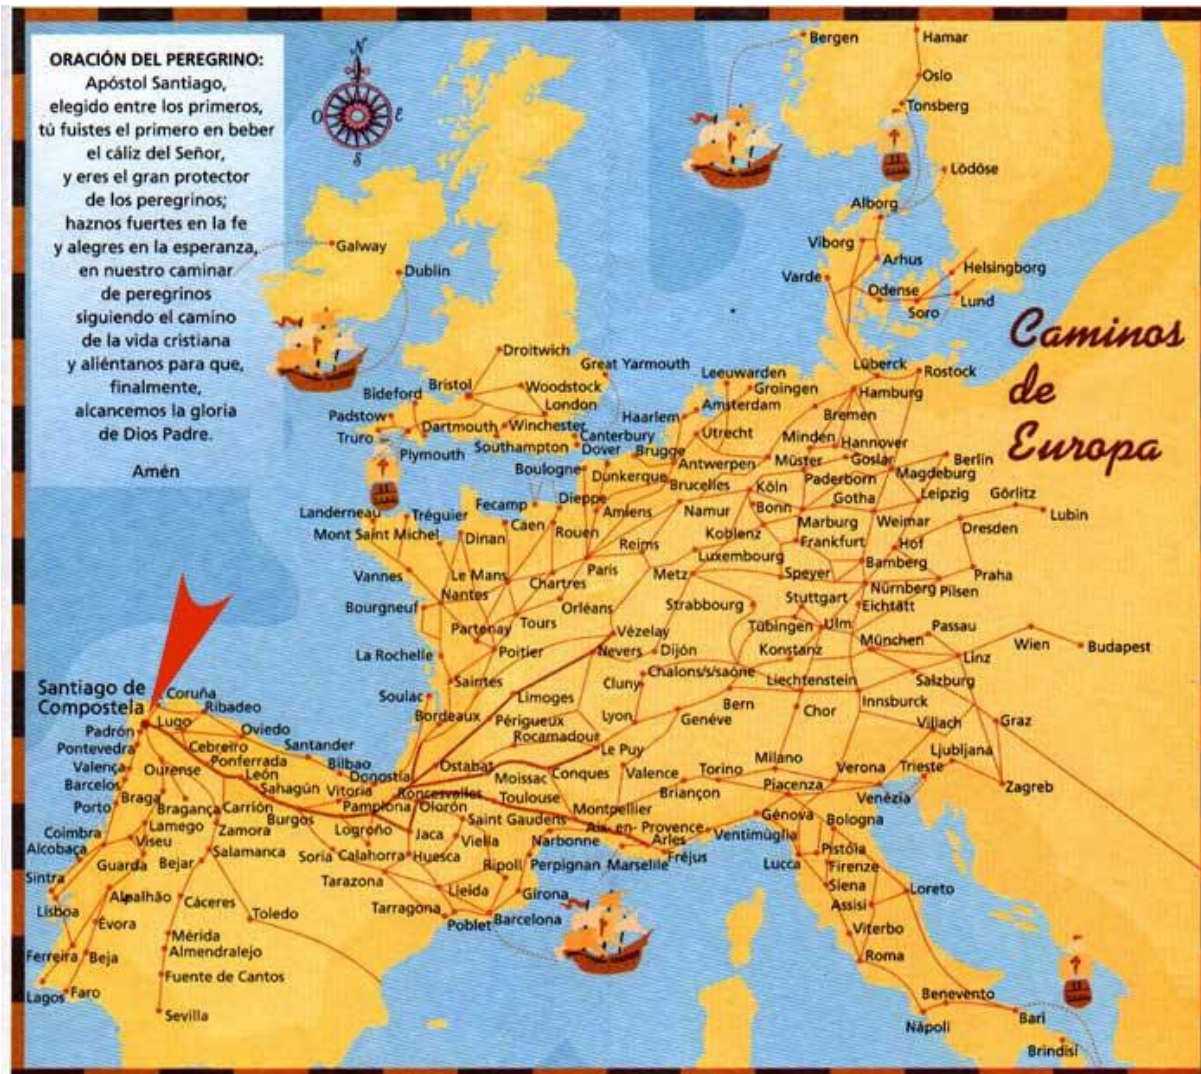 ORACIÓN DEL PEREGRINO:
Apóstol Santiago,
elegido entre los primeros,
tú fuistes el primero en beber
el cáliz del Señor,
y eres el gran protector
de los peregrinos;
haznos fuertes en la fe
y alegres en la esperanza,
en nuestro caminar
de peregrinos
siguiendo el camino
de la vida cristiana
y aliéntanos para que,
finalmente,
alcancemos la gloria
de Dios Padre.
Amén
N
O
E
S
Caminos
de
Europa
Bergen
Hamar
Oslo
Tonsberg
Lödöse
Alborg
Viborg
Arhus
Varde
Odense
Soro
Helsingborg
Lund
Galway
Dublin
Droitwich
Great Yarmouth
Bristol
Woodstock
London
Bideford
Padstow
Truro
Dartmouth
Winchester
Plymouth
Southampton
Canterbury
Dover
Leeuwarden
Groingen
Amsterdam
Haarlem
Utrecht
Lüberck
Rostock
Hamburg
Bremen
Minden
Hannover
Berlin
Brugge
Boulogne
Dunkerque
Antwerpen
Brucelles
Müster
Goslar
Paderborn
Magdeburg
Köln
Gotha
Leipzig
Görlitz
Lubin
Fecamp
Dieppe
Amiens
Namur
Bonn
Landerneau
Tréguier
Caen
Rouen
Koblenz
Marburg
Weimar
Dresden
Mont Saint Michel
Dinan
Reims
Luxembourg
Frankfurt
Hof
Bamberg
Vannes
Le Mans
Chartres
Paris
Metz
Speyer
Nürnberg
Pilsen
Praha
Nantes
Bourgneuf
Orléans
Strabbourg
Stuttgart
Eichtätt
Tours
Partenay
Vézelay
Tübingen
Ulm
München
Passau
Wien
Budapest
La Rochelle
Poitier
Nevers
Dijón
Konstanz
Linz
Chalons/s/saóne
Cluny
Saintes
Liechtenstein
Salzburg
Soulac
Limoges
Bern
Innsburck
Bordeaux
Périgueux
Lyon
Genéve
Chor
Villach
Graz
Rocamadour
Le Puy
Ljubljana
Santiago de
Compostela
Coruña
Ribadeo
Lugo
Oviedo
Padrón
Pontevedra
Cebreiro
Santander
Ponferrada
Bilbao
Donostia
Ostabat
Moissac
Conques
Valence
Torino
Milano
Verona
Trieste
Zagreb
Valença
Ourense
León
Sahagún
Vitoria
Roncesvalles
Briançon
Piacenza
Venézia
Barcelos
Braga
Bragança
Carrión
Burgos
Pamplona
Olorón
Toulouse
Montpellier
Génova
Porto
Lamego
Zamora
Logroño
Jaca
Saint Gaudens
Aix-en- Provence
Ventimüglia
Bologna
Coimbra
Viseu
Viella
Narbonne
Arles
Alcobaça
Salamanca
Soria
Calahorra
Huesca
Ripoll
Perpignan
Marselile
Fréjus
Lucca
Pistóia
Firenze
Guarda
Bejar
Tarazona
Lleida
Girona
Siena
Loreto
Sintra
Alpalhão
Cáceres
Tarragona
Poblet
Barcelona
Assisi
Lisboa
Toledo
Évora
Viterbo
Mérida
Almendralejo
Roma
Ferreira
Beja
Fuente de Cantos
Benevento
Lagos
Faro
Sevilla
Nápoli
Bari
Brindisi